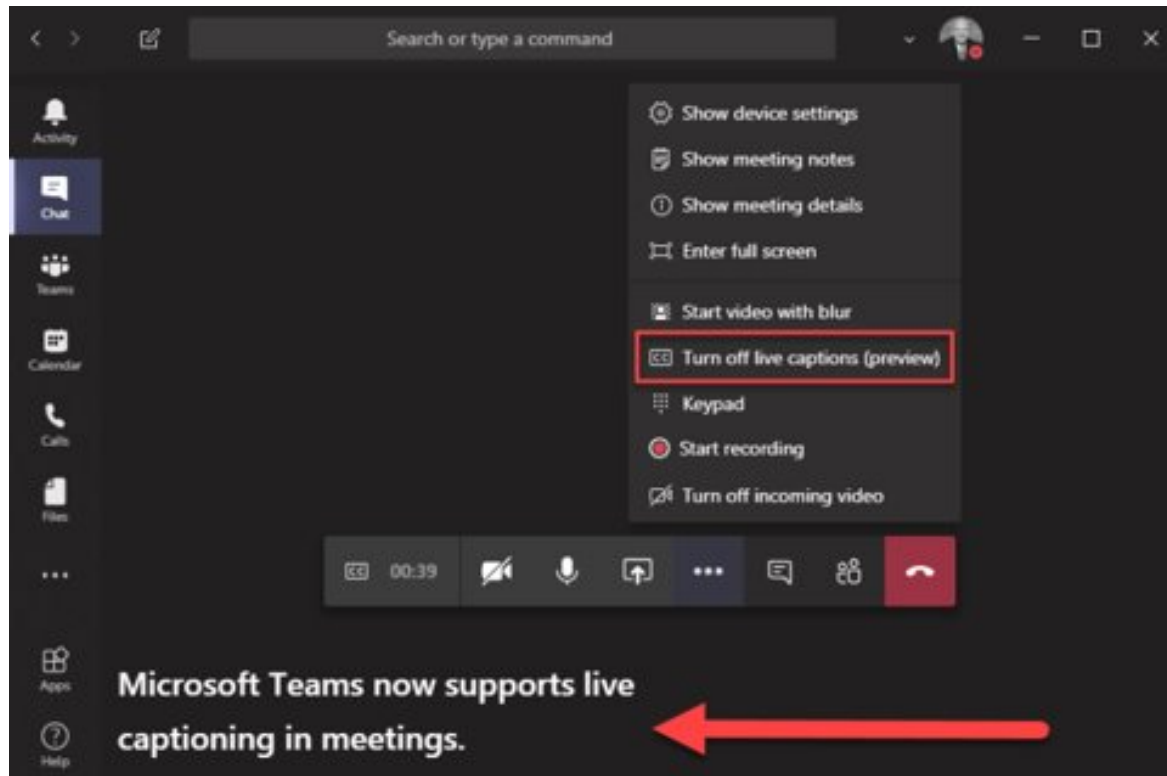 Search or type a command
Activity
Chat
Teams
Calendar
Calls
Files
Apps
Help
Show device settings
Show meeting notes
Show meeting details
Enter full screen
Start video with blur
CC Turn off live captions (preview)
Keypad
Start recording
Turn off incoming video
CC 00:39
Microsoft Teams now supports live
captioning in meetings.